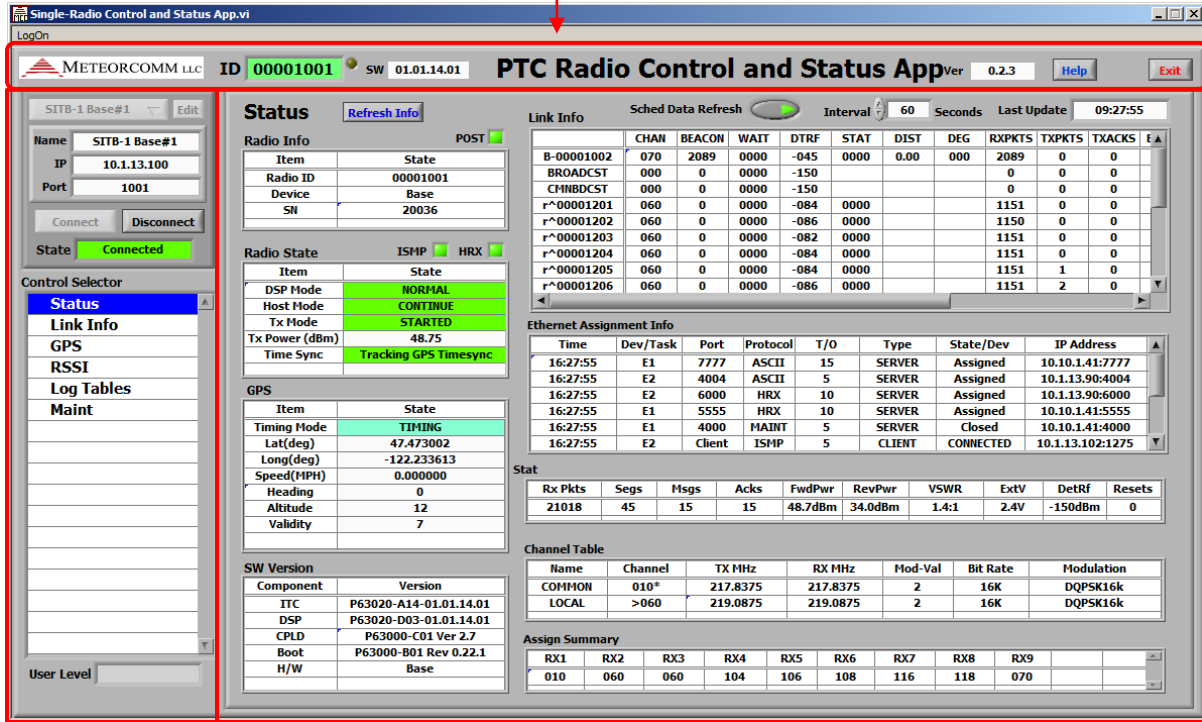 Single-Radio Control and Status App.vi
LogOn
METEORCOMM LLC ID 00001001 SW 01.01.14.01 PTC Radio Control and Status App Ver 0.2.3 Help Exit
SITB-1 Base#1 Edit
Name SITB-1 Base#1
IP 10.1.13.100
Port 1001
Connect Disconnect
State Connected
Control Selector
Status
Link Info
GPS
RSSI
Log Tables
Maint
User Level
Status Refresh Info
Radio Info POST
Item State
Radio ID 00001001
Device Base
SN 20036
Radio State ISMP HRX
Item State
DSP Mode NORMAL
Host Mode CONTINUE
Tx Mode STARTED
Tx Power (dBm) 48.75
Time Sync Tracking GPS Timesync
GPS
Item State
Timing Mode TIMING
Lat(deg) 47.473002
Long(deg) -122.233613
Speed(MPH) 0.000000
Heading 0
Altitude 12
Validity 7
SW Version
Component Version
ITC P63020-A14-01.01.14.01
DSP P63020-D03-01.01.14.01
CPLD P63000-C01 Ver 2.7
Boot P63000-B01 Rev 0.22.1
H/W Base
Link Info Sched Data Refresh Interval 60 Seconds Last Update 09:27:55
CHAN BEACON WAIT DTRF STAT DIST DEG RXPKTS TXPKTS TXACKS
B-00001002 070 2089 0000 -045 0000 0.00 000 2089 0 0
BROADCST 000 0 0000 -150 0 0 0
CMNBDCST 000 0 0000 -150 0 0 0
r^00001201 060 0 0000 -084 0000 1151 0 0
r^00001202 060 0 0000 -086 0000 1150 0 0
r^00001203 060 0 0000 -082 0000 1151 0 0
r^00001204 060 0 0000 -084 0000 1151 0 0
r^00001205 060 0 0000 -084 0000 1151 1 0
r^00001206 060 0 0000 -086 0000 1151 2 0
Ethernet Assignment Info
Time Dev/Task Port Protocol T/O Type State/Dev IP Address
16:27:55 E1 7777 ASCII 15 SERVER Assigned 10.10.1.41:7777
16:27:55 E2 4004 ASCII 5 SERVER Assigned 10.1.13.90:4004
16:27:55 E2 6000 HRX 10 SERVER Assigned 10.1.13.90:6000
16:27:55 E1 5555 HRX 10 SERVER Assigned 10.10.1.41:5555
16:27:55 E1 4000 MAINT 5 SERVER Closed 10.10.1.41:4000
16:27:55 E2 Client ISMP 5 CLIENT CONNECTED 10.1.13.102:1275
Stat
Rx Pkts Segs Msgs Acks FwdPwr RevPwr VSWR ExtV DetRf Resets
21018 45 15 15 48.7dBm 34.0dBm 1.4:1 2.4V -150dBm 0
Channel Table
Name Channel TX MHz RX MHz Mod-Val Bit Rate Modulation
COMMON 010* 217.8375 217.8375 2 16K DQPSK16k
LOCAL >060 219.0875 219.0875 2 16K DQPSK16k
Assign Summary
RX1 RX2 RX3 RX4 RX5 RX6 RX7 RX8 RX9
010 060 060 104 106 108 116 118 070